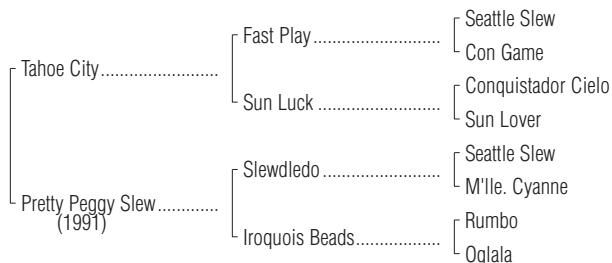 Seattle Slew
Fast Play
Con Game
Tahoe City
Conquistador Cielo
Sun Luck
Sun Lover
Seattle Slew
Slewdledo
M'lle. Cyanne
Pretty Peggy Slew
(1991)
Rumbo
Iroquois Beads
Oglala